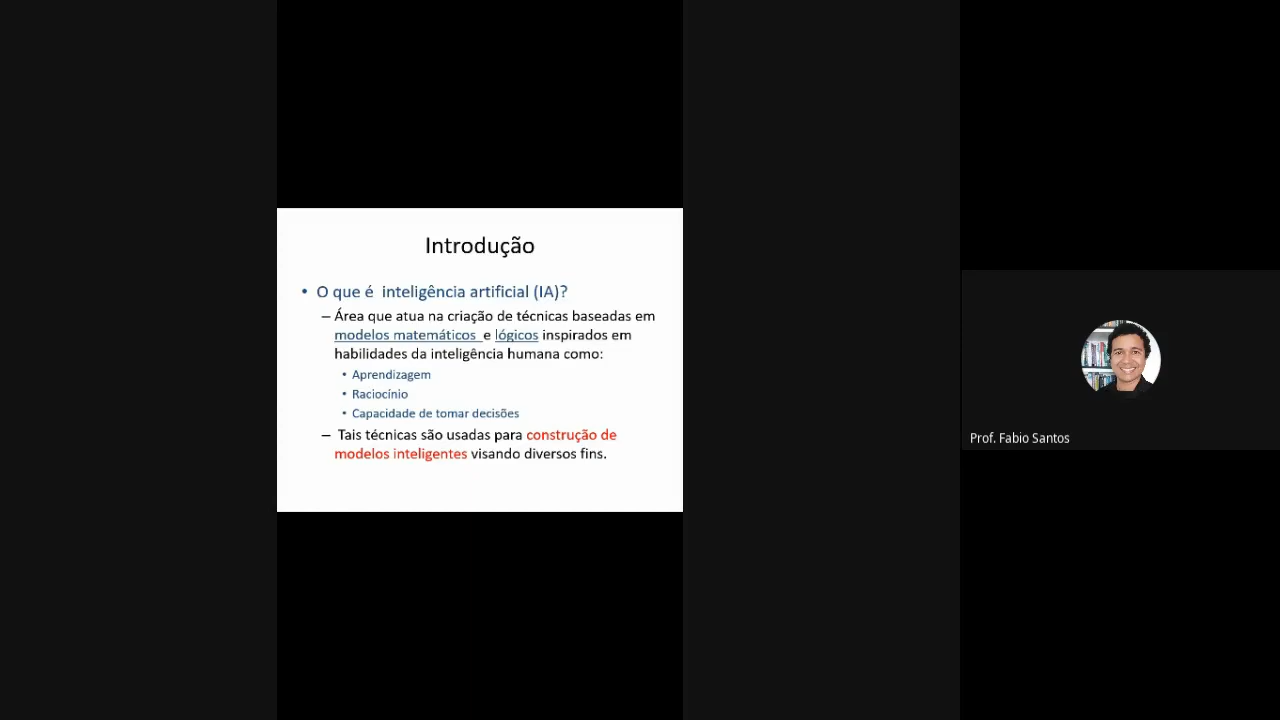 Introdução
• O que é  inteligência artificial (IA)?
– Área que atua na criação de técnicas baseadas em
modelos matemáticos  e lógicos inspirados em
habilidades da inteligência humana como:
• Aprendizagem
• Raciocínio
• Capacidade de tomar decisões
– Tais técnicas são usadas para construção de
modelos inteligentes visando diversos fins.
Prof. Fabio Santos